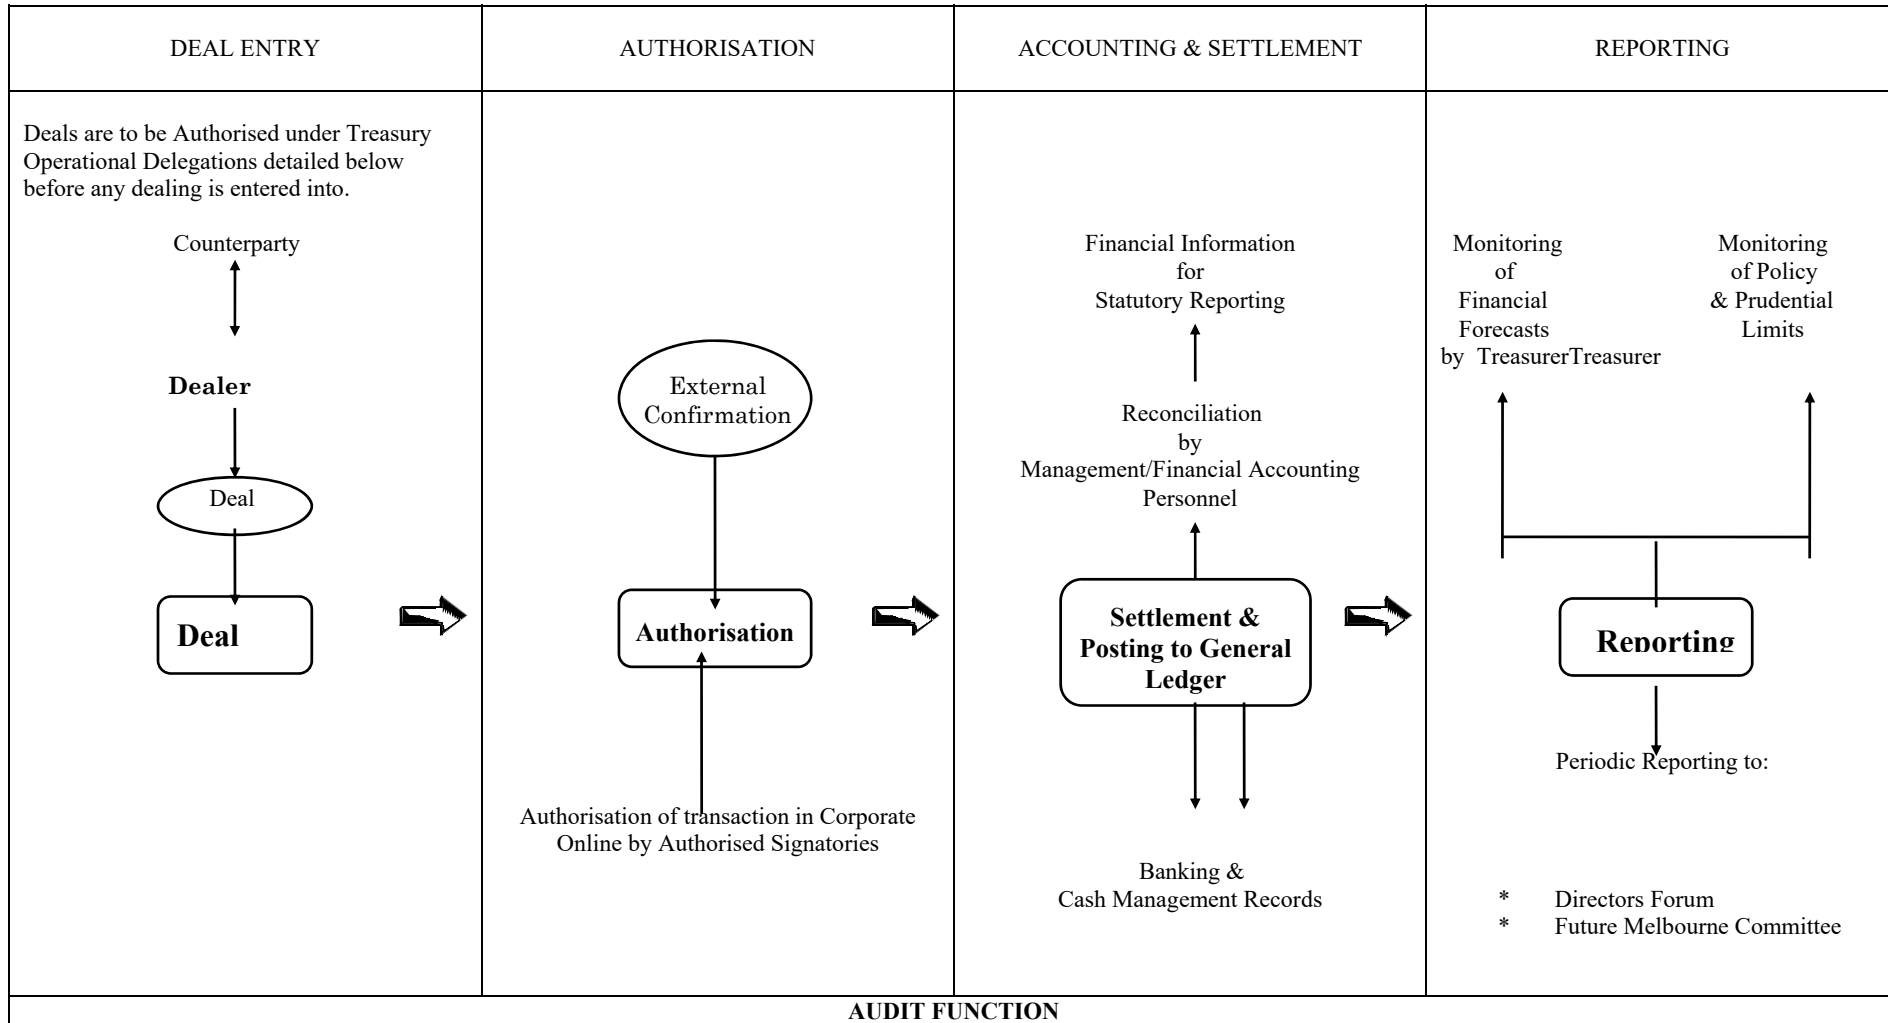 DEAL ENTRY
AUTHORISATION
ACCOUNTING & SETTLEMENT
REPORTING
Deals are to be Authorised under Treasury
Operational Delegations detailed below
before any dealing is entered into.
Counterparty
Dealer
Deal
Deal
External
Confirmation
Authorisation
Authorisation of transaction in Corporate
Online by Authorised Signatories
Financial Information
for
Statutory Reporting
Reconciliation
by
Management/Financial Accounting
Personnel
Settlement &
Posting to General
Ledger
Banking &
Cash Management Records
Monitoring
of
Financial
Forecasts
by TreasurerTreasurer
Monitoring
of Policy
& Prudential
Limits
Reporting
Periodic Reporting to:
* Directors Forum
* Future Melbourne Committee
AUDIT FUNCTION